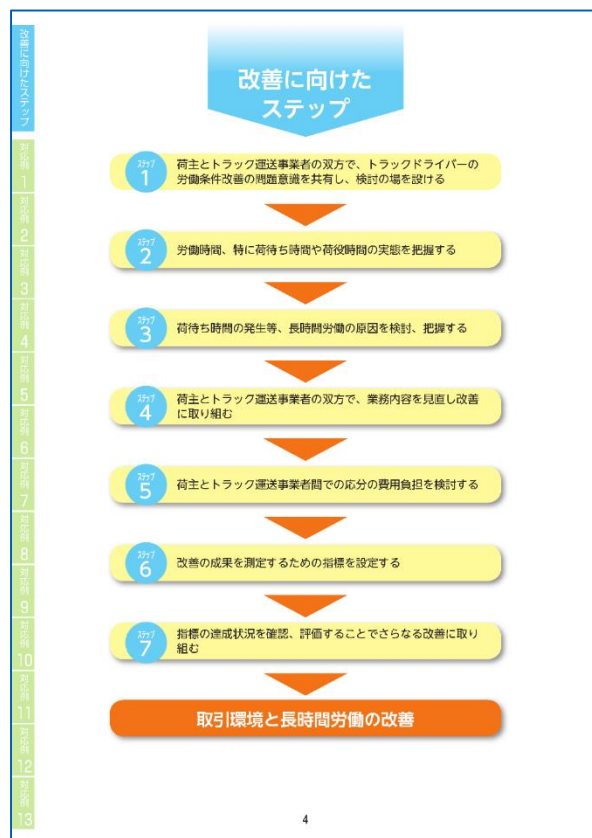 改善に向けたステップ
対応例
1
対応例
2
対応例
3
対応例
4
対応例
5
対応例
6
対応例
7
対応例
8
対応例
9
対応例
10
対応例
11
対応例
12
対応例
13
改善に向けた
ステップ
ステップ
1
荷主とトラック運送事業者の双方で、トラックドライバーの
労働条件改善の問題意識を共有し、検討の場を設ける
ステップ
2
労働時間、特に荷待ち時間や荷役時間の実態を把握する
ステップ
3
荷待ち時間の発生等、長時間労働の原因を検討、把握する
ステップ
4
荷主とトラック運送事業者の双方で、業務内容を見直し改善
に取り組む
ステップ
5
荷主とトラック運送事業者間での応分の費用負担を検討する
ステップ
6
改善の成果を測定するための指標を設定する
ステップ
7
指標の達成状況を確認、評価することでさらなる改善に取り
組む
取引環境と長時間労働の改善
4